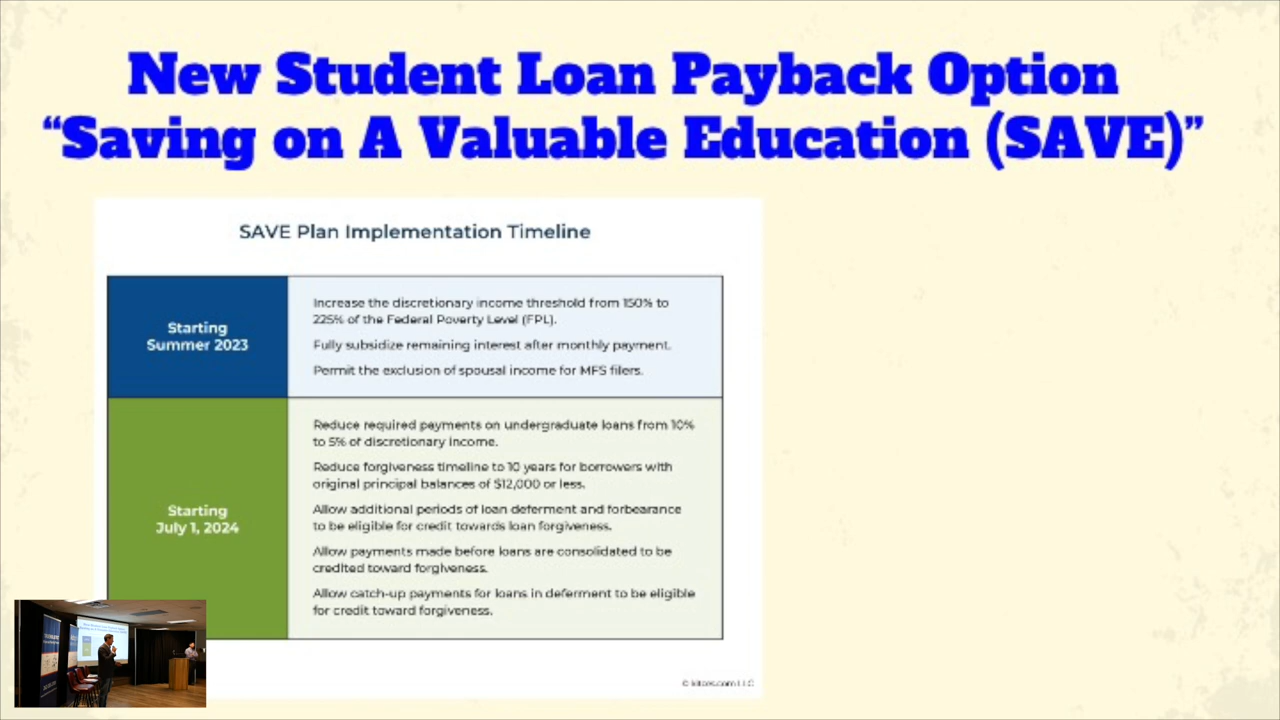 New Student Loan Payback Option
“Saving on A Valuable Education (SAVE)”
SAVE Plan Implementation Timeline
Starting
Summer 2023
Increase the discretionary income threshold from 150% to
225% of the Federal Poverty Level (FPL).
Fully subsidize remaining interest after monthly payment.
Permit the exclusion of spousal income for MFS filers.
Starting
July 1, 2024
Reduce required payments on undergraduate loans from 10%
to 5% of discretionary income.
Reduce forgiveness timeline to 10 years for borrowers with
original principal balances of $12,000 or less.
Allow additional periods of loan deferment and forbearance
to be eligible for credit towards loan forgiveness.
Allow payments made before loans are consolidated to be
credited toward forgiveness.
Allow catch-up payments for loans in deferment to be eligible
for credit toward forgiveness.
© kitces.com LLC